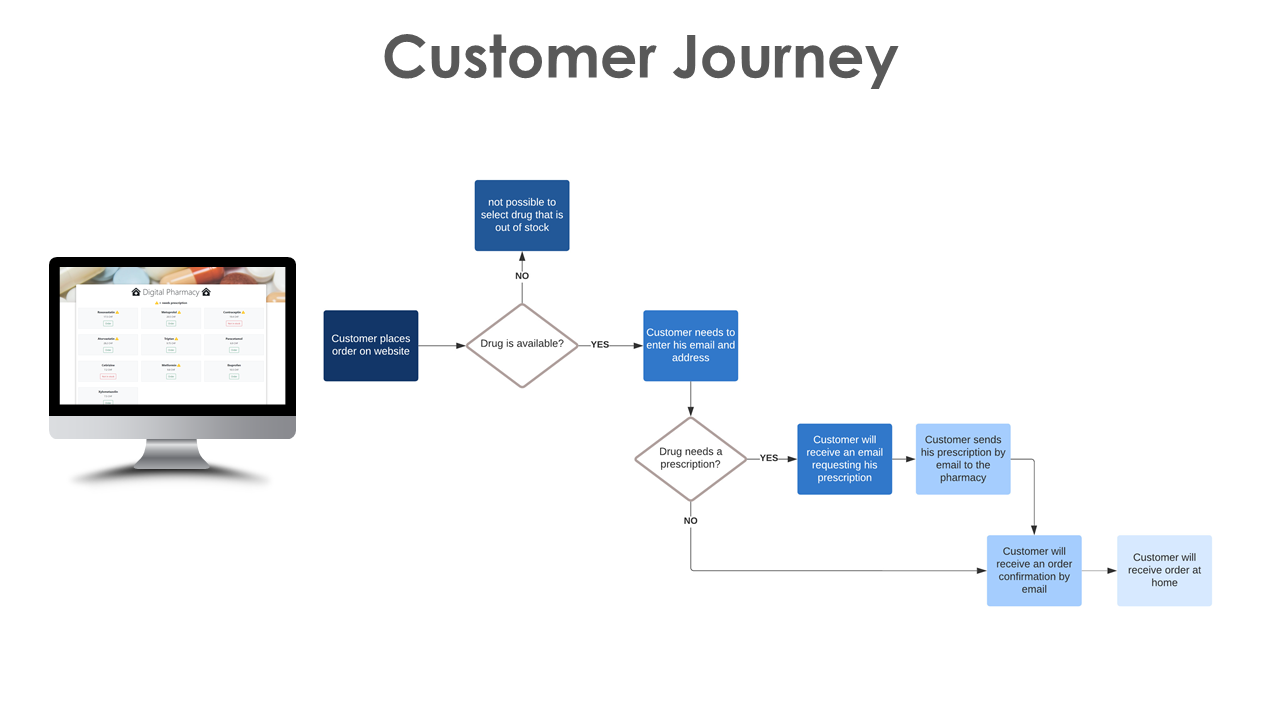 Customer Journey
not possible to
select drug that is
out of stock
NO
Digital Pharmacy
= needs prescription
Customer places
order on website
Drug is available?
YES
Customer needs to
enter his email and
address
Drug needs a
prescription?
YES
Customer will
receive an email
requesting his
prescription
Customer sends
his prescription by
email to the
pharmacy
NO
Customer will
receive an order
confirmation by
email
Customer will
receive order at
home